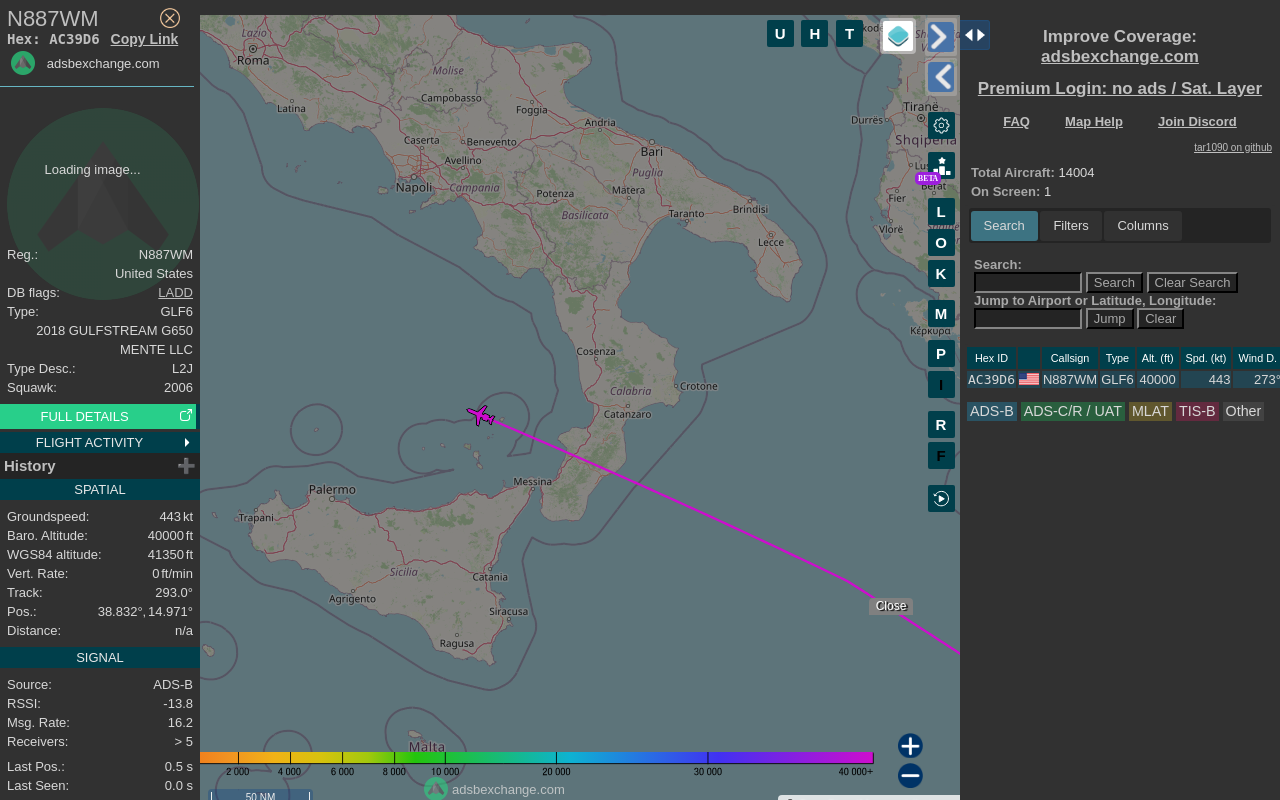 N887WM
Hex: AC39D6 Copy Link
adsbexchange.com
Loading image...
Reg.: N887WM
United States
DB flags: LADD
Type: GLF6
2018 GULFSTREAM G650
MENTE LLC
Type Desc.: L2J
Squawk: 2006
FULL DETAILS
FLIGHT ACTIVITY
History
SPATIAL
Groundspeed: 443 kt
Baro. Altitude: 40000 ft
WGS84 altitude: 41350 ft
Vert. Rate: 0 ft/min
Track: 293.0°
Pos.: 38.832°, 14.971°
Distance: n/a
SIGNAL
Source: ADS-B
RSSI: -13.8
Msg. Rate: 16.2
Receivers: > 5
Last Pos.: 0.5 s
Last Seen: 0.0 s
Lazio
Roma
Molise
Latina
Campobasso
Foggia
Andria
Bari
Caserta
Benevento
Avellino
Puglia
Napoli
Campania
Potenza
Matera
Basilicata
Taranto
Brindisi
Lecce
Tiranë
Durrës
Shqipëria
Berat
Fier
Vlorë
Κέρκυρα
Cosenza
Calabria
Crotone
Catanzaro
Messina
Palermo
Trapani
Sicilia
Catania
Agrigento
Siracusa
Ragusa
Malta
Close
U H T
BETA
L
O
K
M
P
I
R
F
2 000 4 000 6 000 8 000 10 000 20 000 30 000 40 000+
adsbexchange.com
50 NM
Improve Coverage:
adsbexchange.com
Premium Login: no ads / Sat. Layer
FAQ Map Help Join Discord
tar1090 on github
Total Aircraft: 14004
On Screen: 1
Search Filters Columns
Search:
Search Clear Search
Jump to Airport or Latitude, Longitude:
Jump Clear
Hex ID Callsign Type Alt. (ft) Spd. (kt) Wind D.
AC39D6 N887WM GLF6 40000 443 273°
ADS-B ADS-C/R / UAT MLAT TIS-B Other